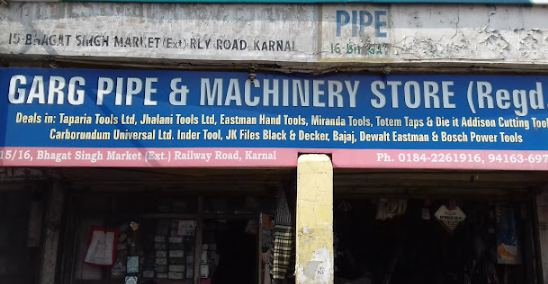 15-BHAGAT SINGH MARKET (Ext) RLY ROAD, KARNAL
PIPE
16 BHGAT
GARG PIPE & MACHINERY STORE (Regd
Deals in: Taparia Tools Ltd, Jhalani Tools Ltd, Eastman Hand Tools, Miranda Tools, Totem Taps & Die it Addison Cutting Tool
Carborundum Universal Ltd. Inder Tool, JK Files Black & Decker, Bajaj, Dewalt Eastman & Bosch Power Tools
15/16, Bhagat Singh Market (Ext.) Railway Road, Karnal
Ph. 0184-2261916, 94163-697